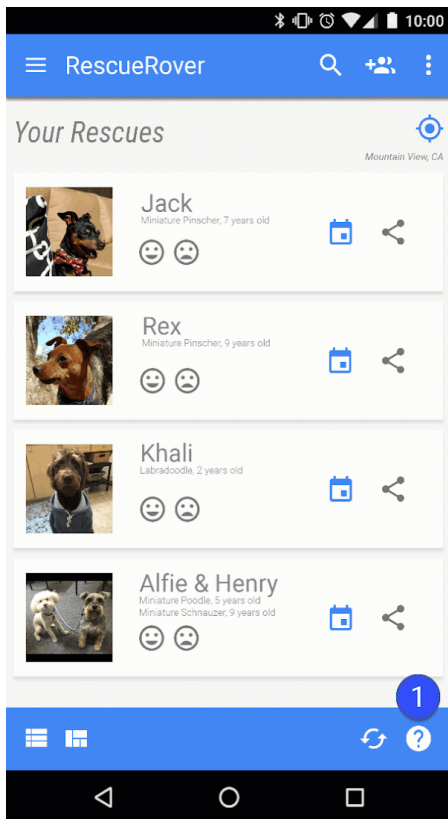 10:00
RescueRover
Your Rescues
Mountain View, CA
Jack
Miniature Pinscher, 7 years old
Rex
Miniature Pinscher, 9 years old
Khali
Labradoodle, 2 years old
Alfie & Henry
Miniature Poodle, 5 years old
Miniature Schnauzer, 9 years old
1
?